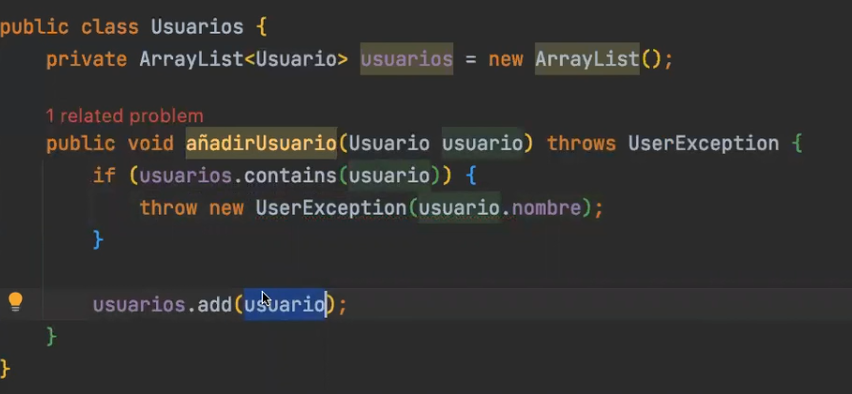 public class Usuarios {
private ArrayList<Usuario> usuarios = new ArrayList();
1 related problem
public void añadirUsuario(Usuario usuario) throws UserException {
if (usuarios.contains(usuario)) {
throw new UserException(usuario.nombre);
}
usuarios.add(usuario);
}
}